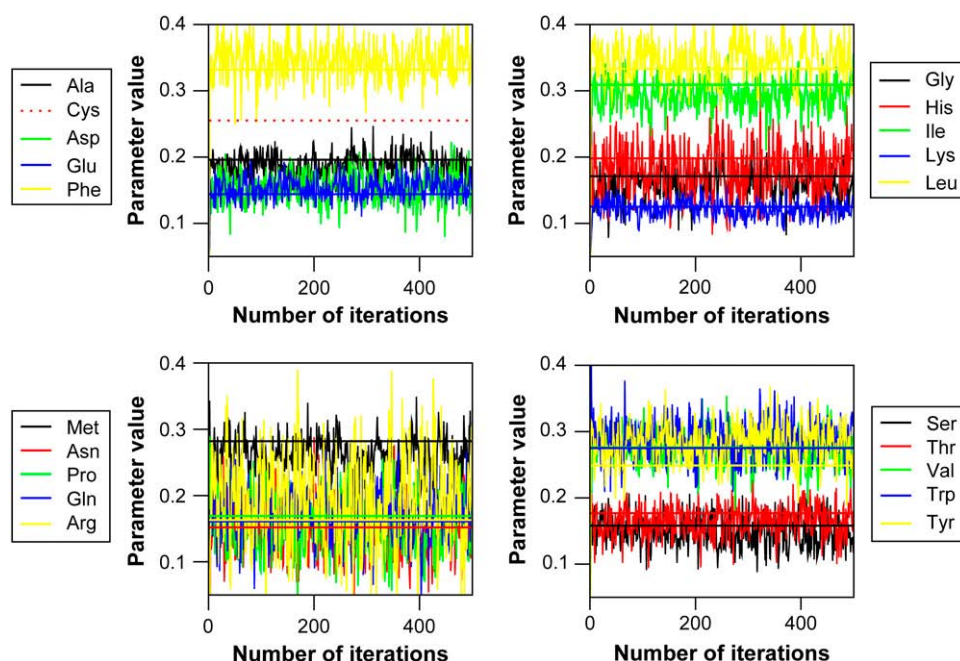 Ala
Cys
Asp
Glu
Phe
Parameter value
0.4
0.3
0.2
0.1
0
200
400
Number of iterations
Parameter value
0.4
0.3
0.2
0.1
0
200
400
Number of iterations
Gly
His
Ile
Lys
Leu
Met
Asn
Pro
Gln
Arg
Parameter value
0.4
0.3
0.2
0.1
0
200
400
Number of iterations
Parameter value
0.4
0.3
0.2
0.1
0
200
400
Number of iterations
Ser
Thr
Val
Trp
Tyr